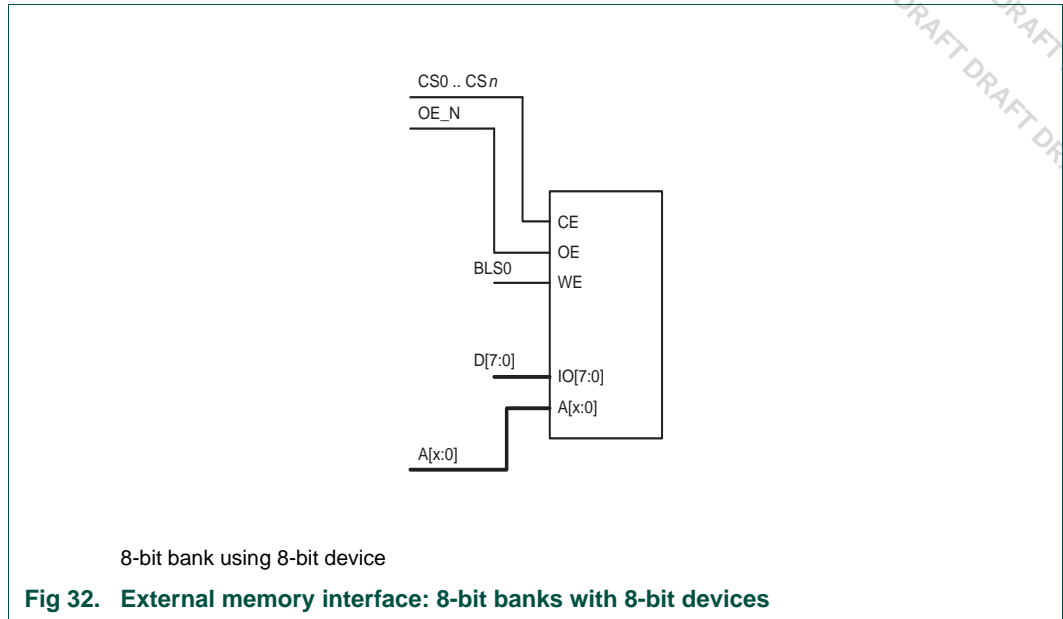 DRAFT
DRAFT DRAFT
CS0 .. CSn
OE_N
CE
OE
BLS0
WE
D[7:0]
IO[7:0]
A[x:0]
A[x:0]
8-bit bank using 8-bit device
Fig 32. External memory interface: 8-bit banks with 8-bit devices